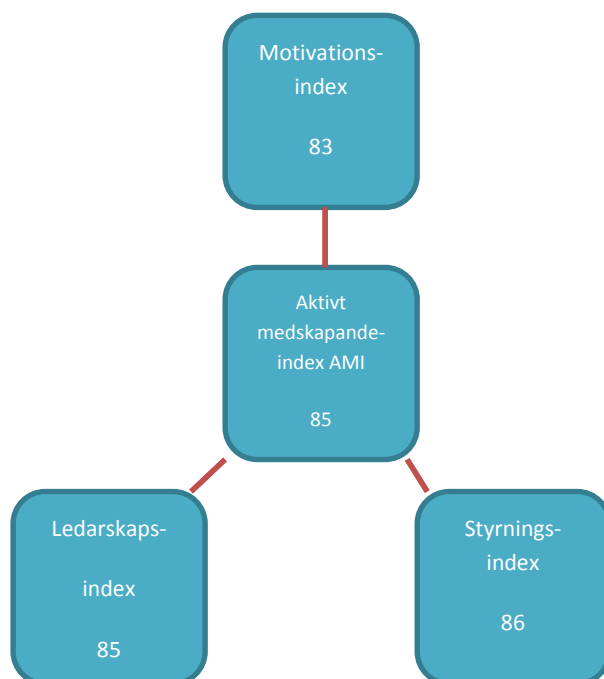 Motivations-
index
83
Aktivt
medskapande-
index AMI
85
Ledarskaps-
index
85
Styrnings-
index
86